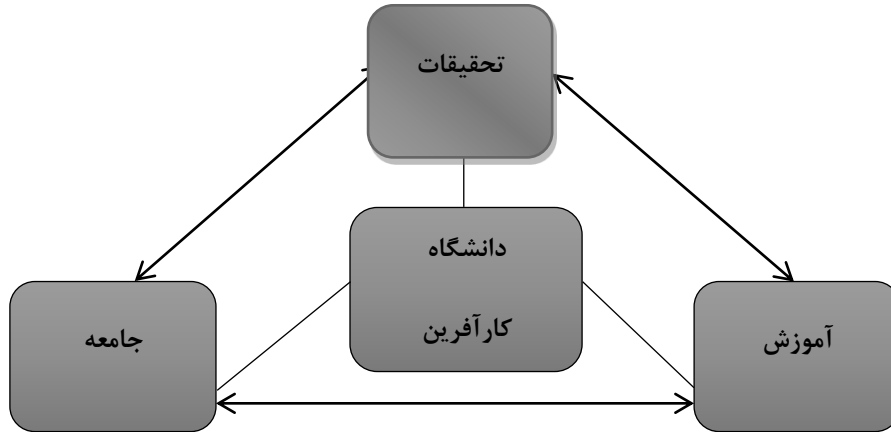 تحقیقات
دانشگاه
کارآفرین
آموزش
جامعه